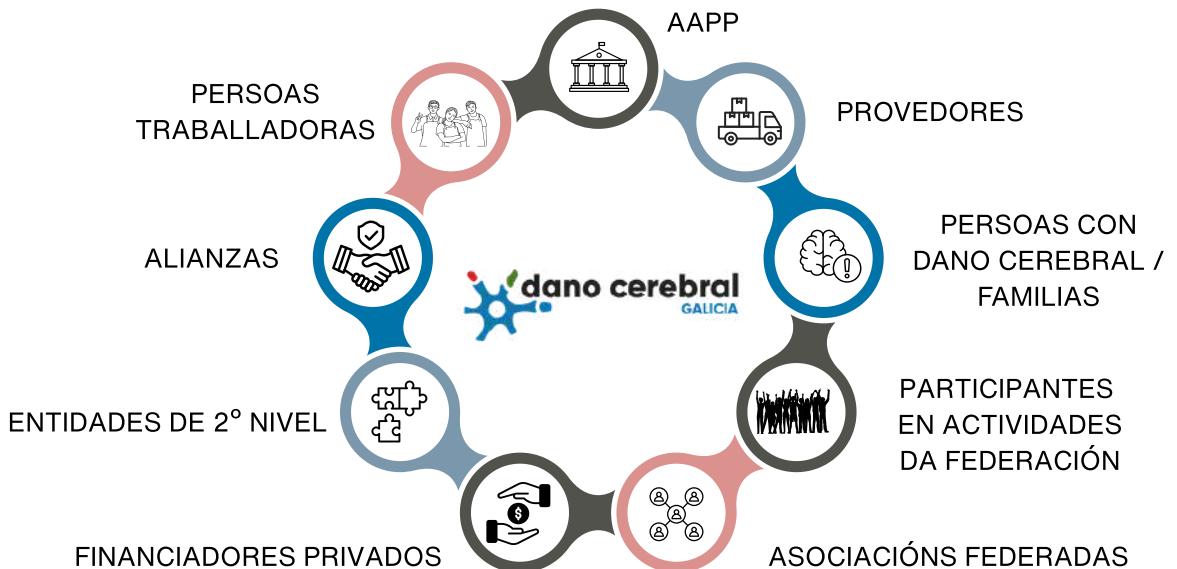 AAPP
PERSOAS
TRABALLADORAS
PROVEDORES
PERSOAS CON
DANO CEREBRAL /
FAMILIAS
ALIANZAS
dano cerebral
GALICIA
PARTICIPANTES
EN ACTIVIDADES
DA FEDERACIÓN
ENTIDADES DE 2º NIVEL
$
FINANCIADORES PRIVADOS
ASOCIACIÓNS FEDERADAS